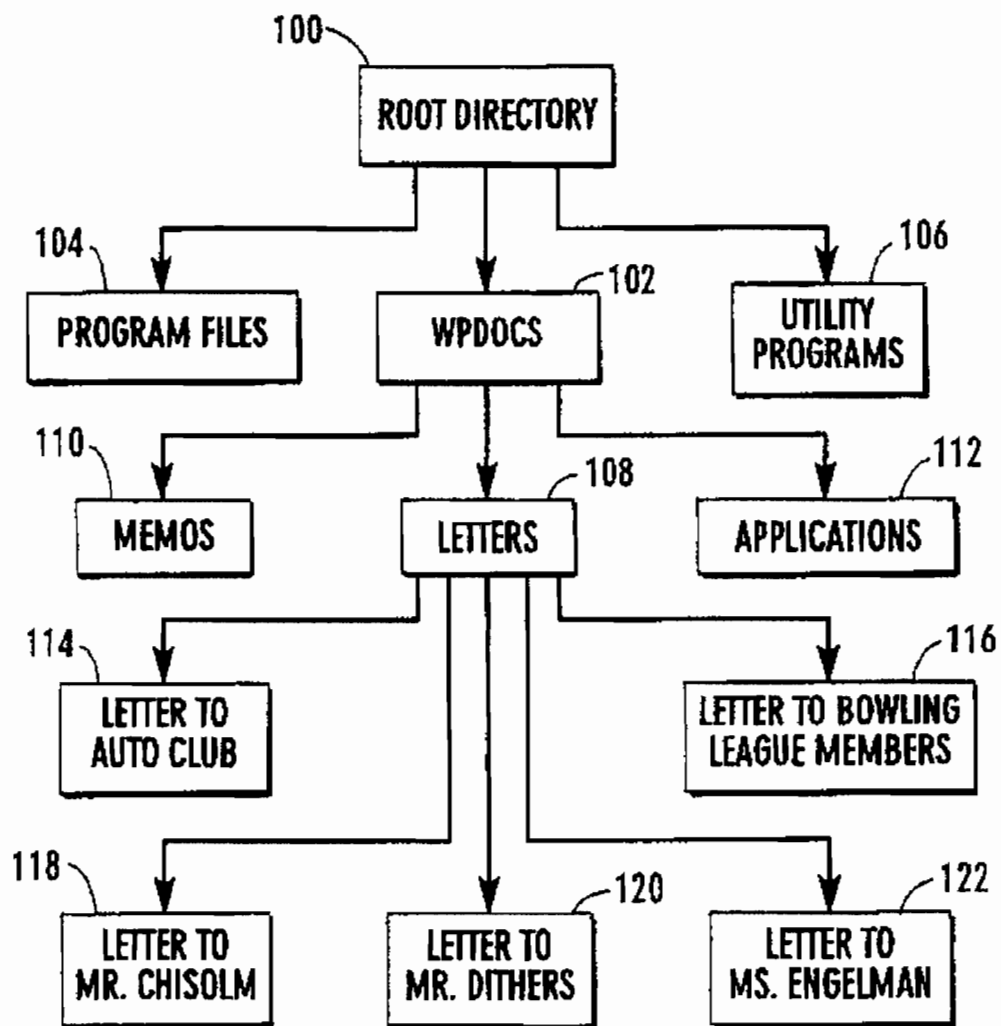 100
ROOT DIRECTORY
104
PROGRAM FILES
102
WPDOCS
106
UTILITY
PROGRAMS
110
MEMOS
108
LETTERS
112
APPLICATIONS
114
LETTER TO
AUTO CLUB
116
LETTER TO BOWLING
LEAGUE MEMBERS
118
LETTER TO
MR. CHISOLM
120
LETTER TO
MR. DITHERS
122
LETTER TO
MS. ENGELMAN